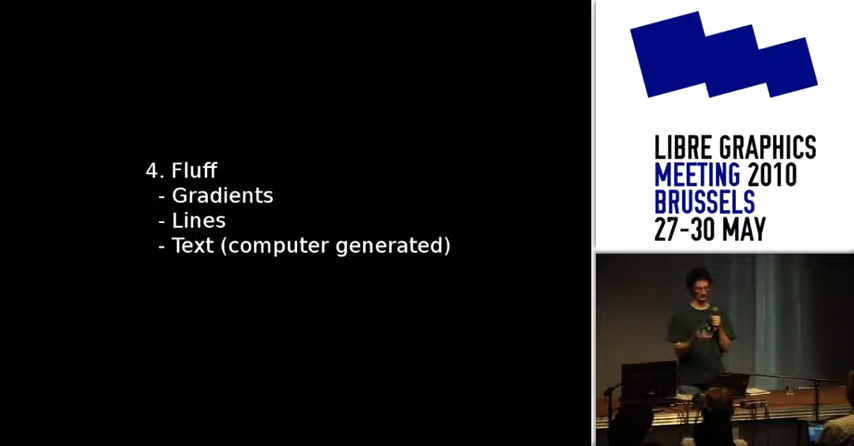 4. Fluff
- Gradients
- Lines
- Text (computer generated)
LIBRE GRAPHICS
MEETING 2010
BRUSSELS
27-30 MAY